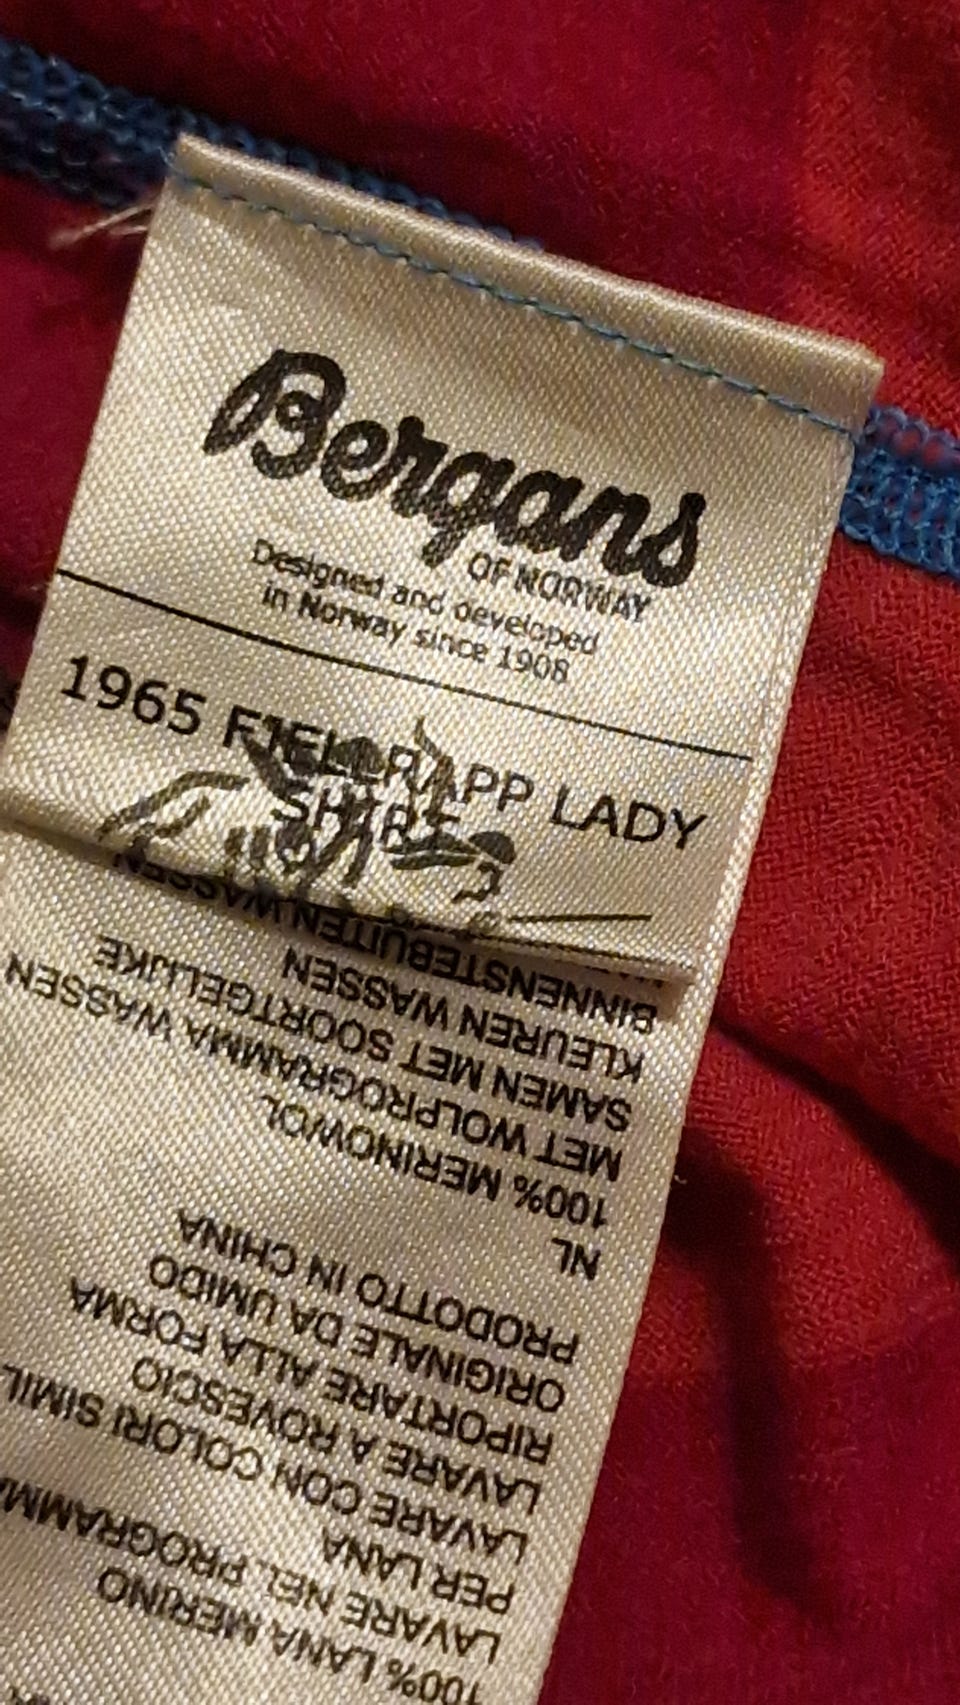 Bergans
OF NORWAY
Designed and developed
in Norway since 1908
1965 FJELLRAPP LADY
SHIRT
100% LANA MERINO
LAVARE NEL PROGRAMMA
PER LANA
LAVARE CON COLORI SIMIL
LAVARE A ROVESCIO
RIPORTARE ALLA FORMA
ORIGINALE DA UMIDO
PRODOTTO IN CHINA
NL
100% MERINOWOL
MET WOLPROGRAMMA WASSEN
SAMEN MET SOORTGELIJKE
KLEUREN WASSEN
BINNENSTEBUITEN WASSEN